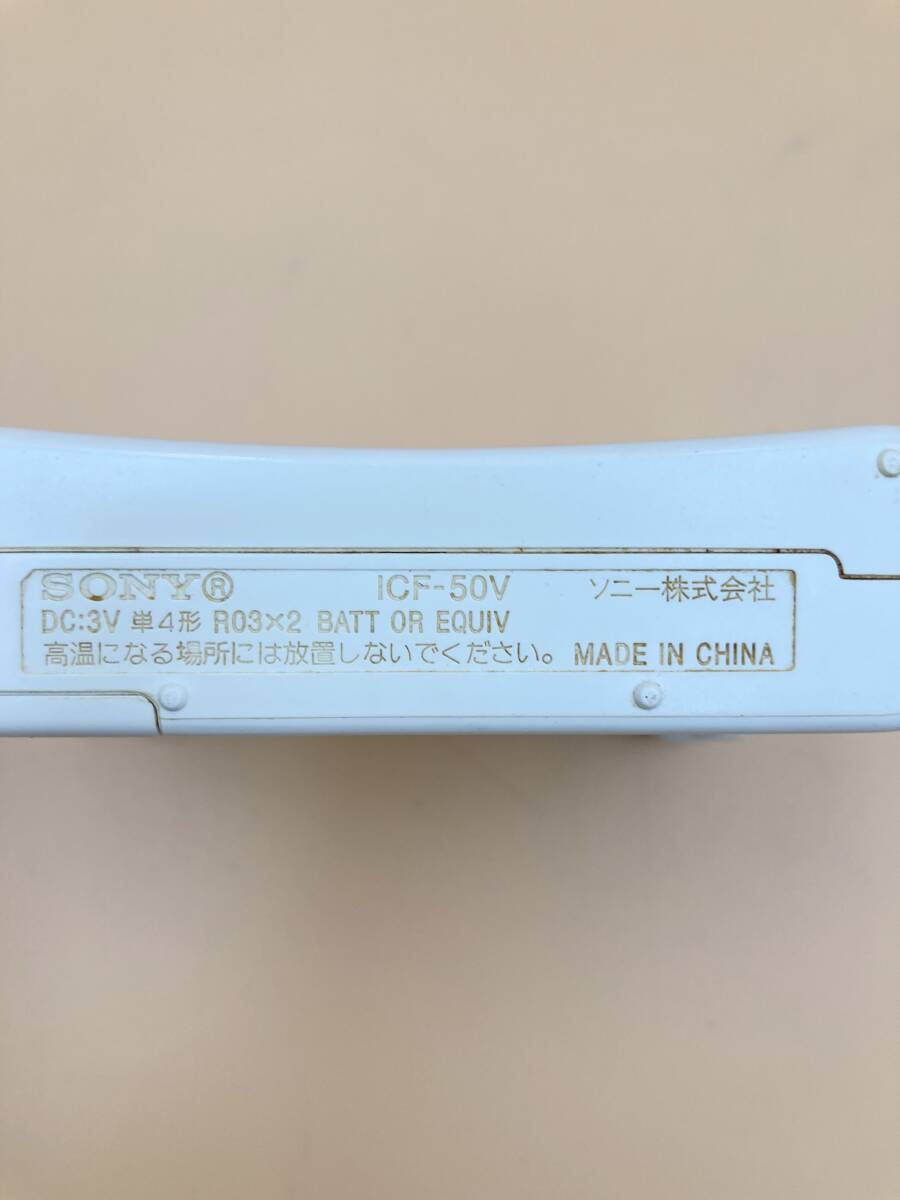 SONY® ICF-50V ソニー株式会社
DC:3V 単4形 R03×2 BATT OR EQUIV
高温になる場所には放置しないでください。 MADE IN CHINA